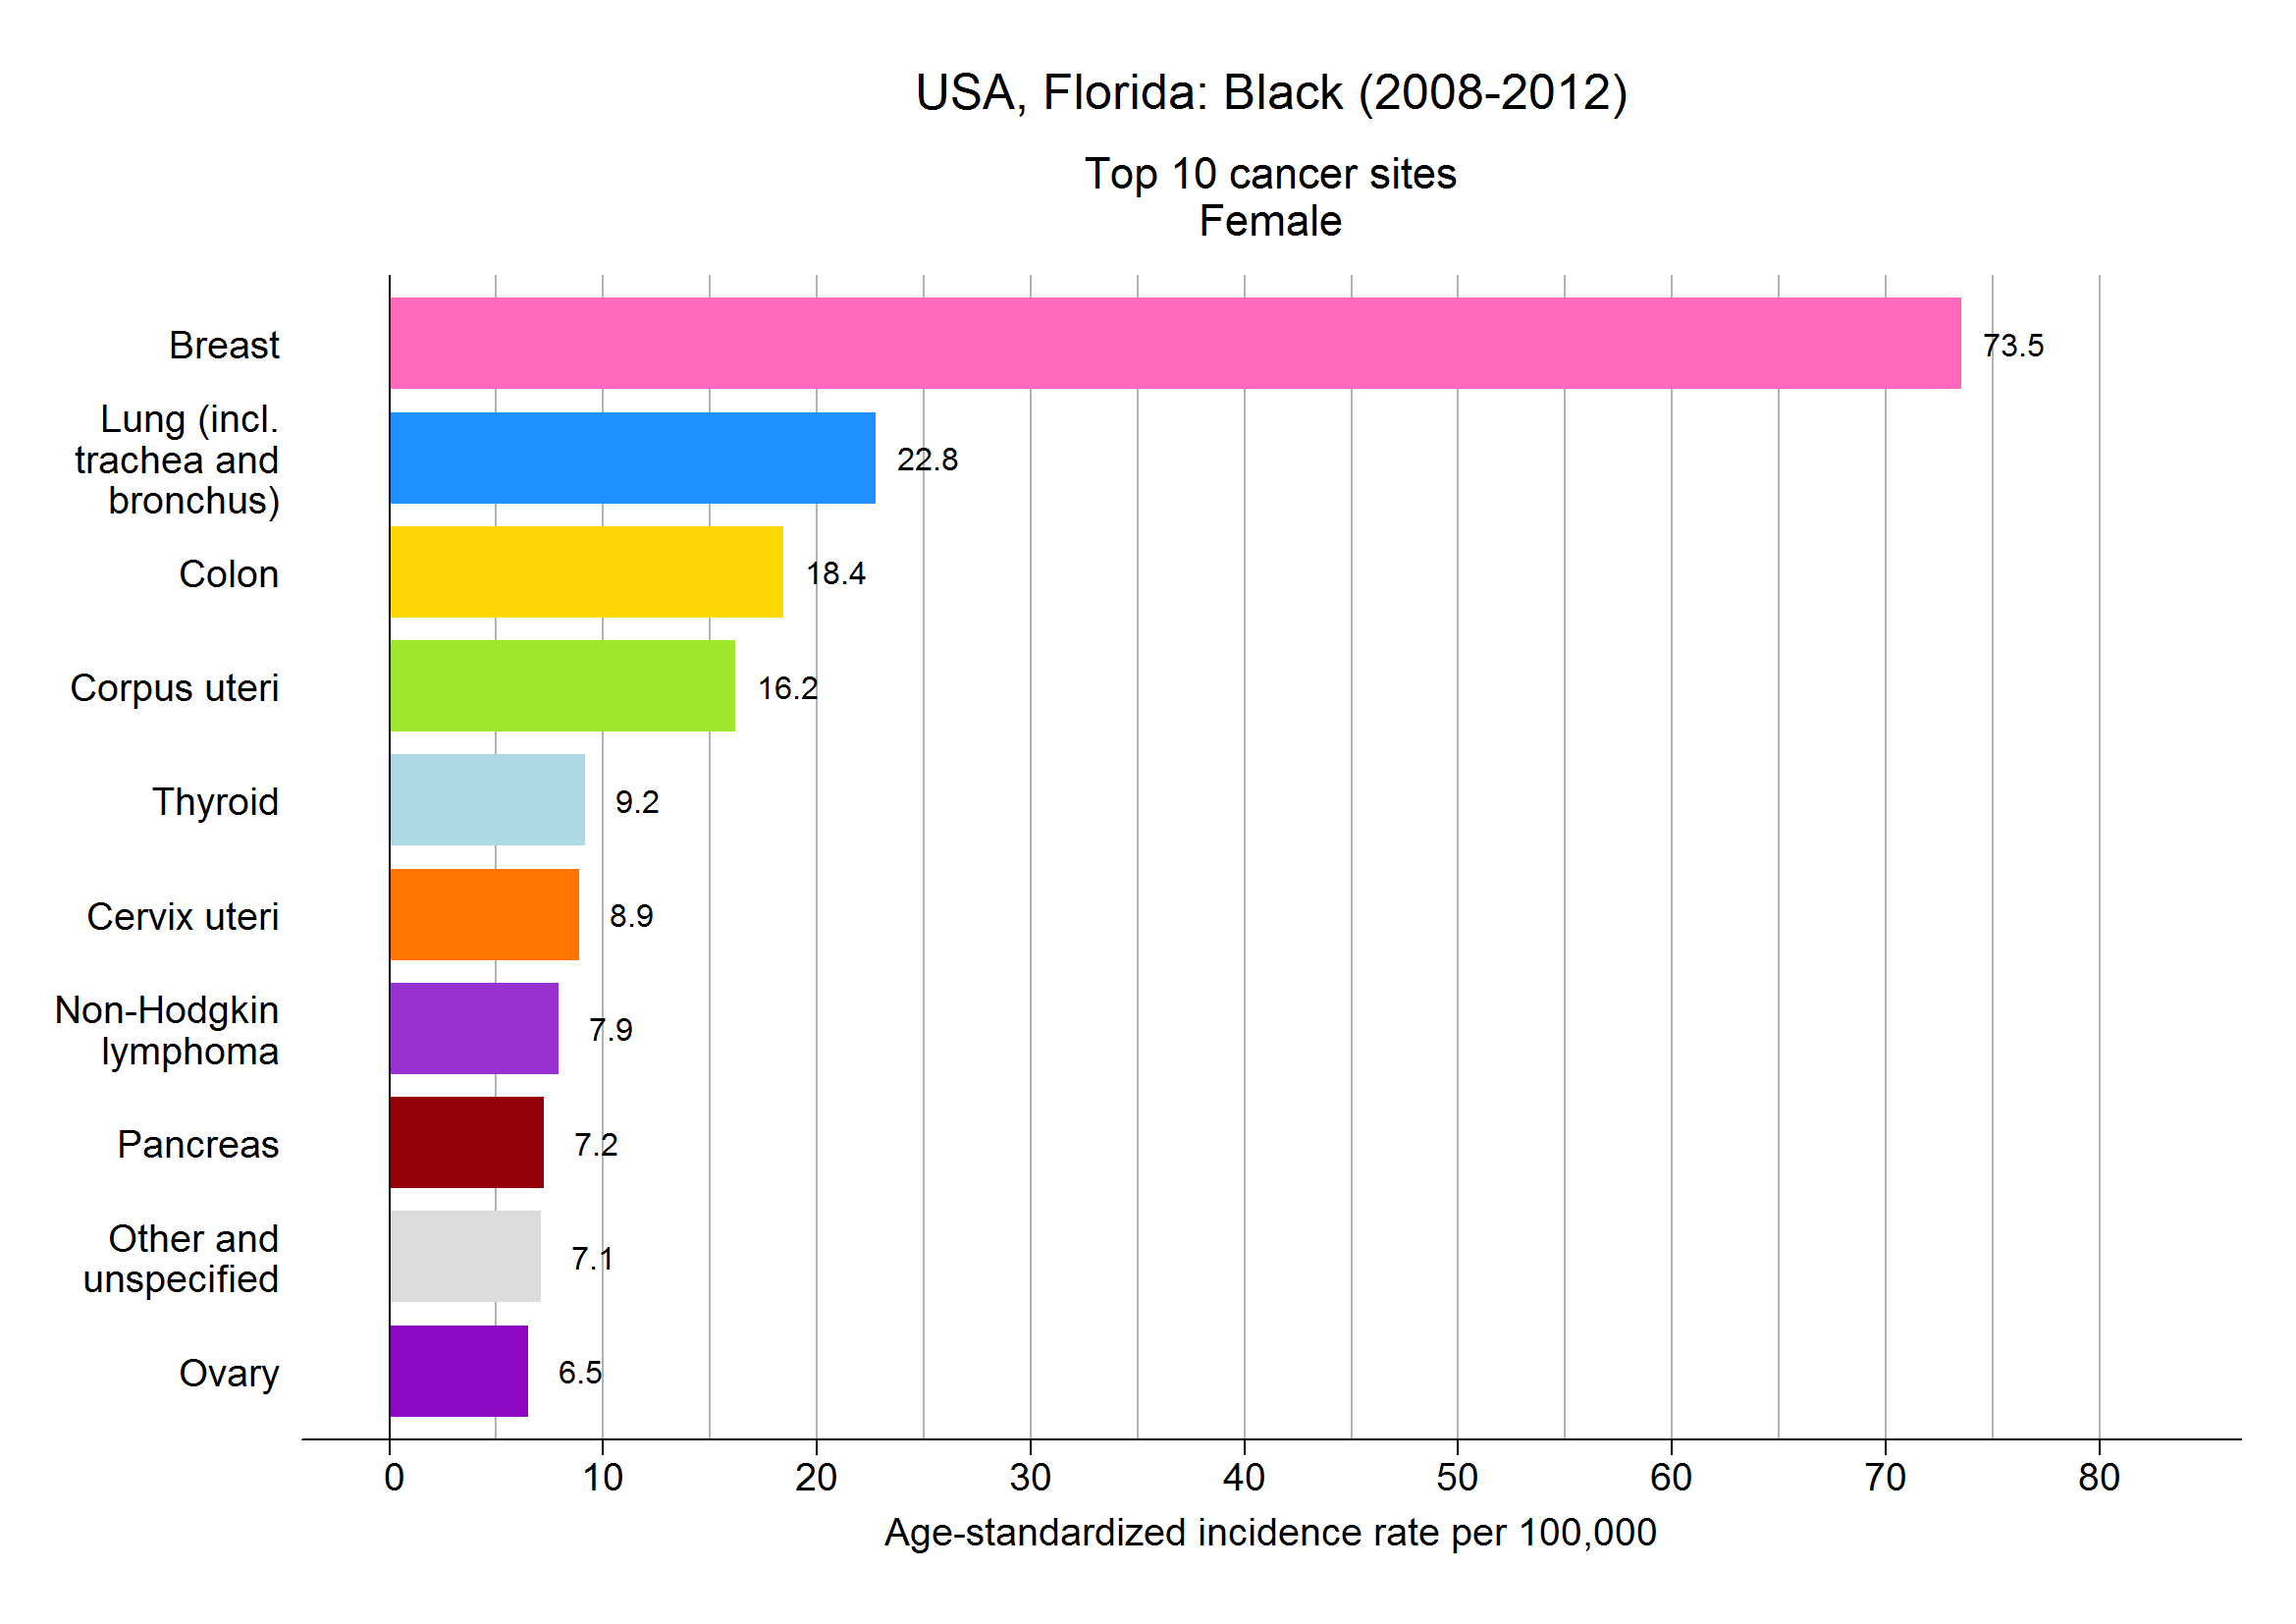 USA, Florida: Black (2008-2012)
Top 10 cancer sites
Female
Breast
73.5
Lung (incl.
trachea and
bronchus)
22.8
Colon
18.4
Corpus uteri
16.2
Thyroid
9.2
Cervix uteri
8.9
Non-Hodgkin
lymphoma
7.9
Pancreas
7.2
Other and
unspecified
7.1
Ovary
6.5
0 10 20 30 40 50 60 70 80
Age-standardized incidence rate per 100,000